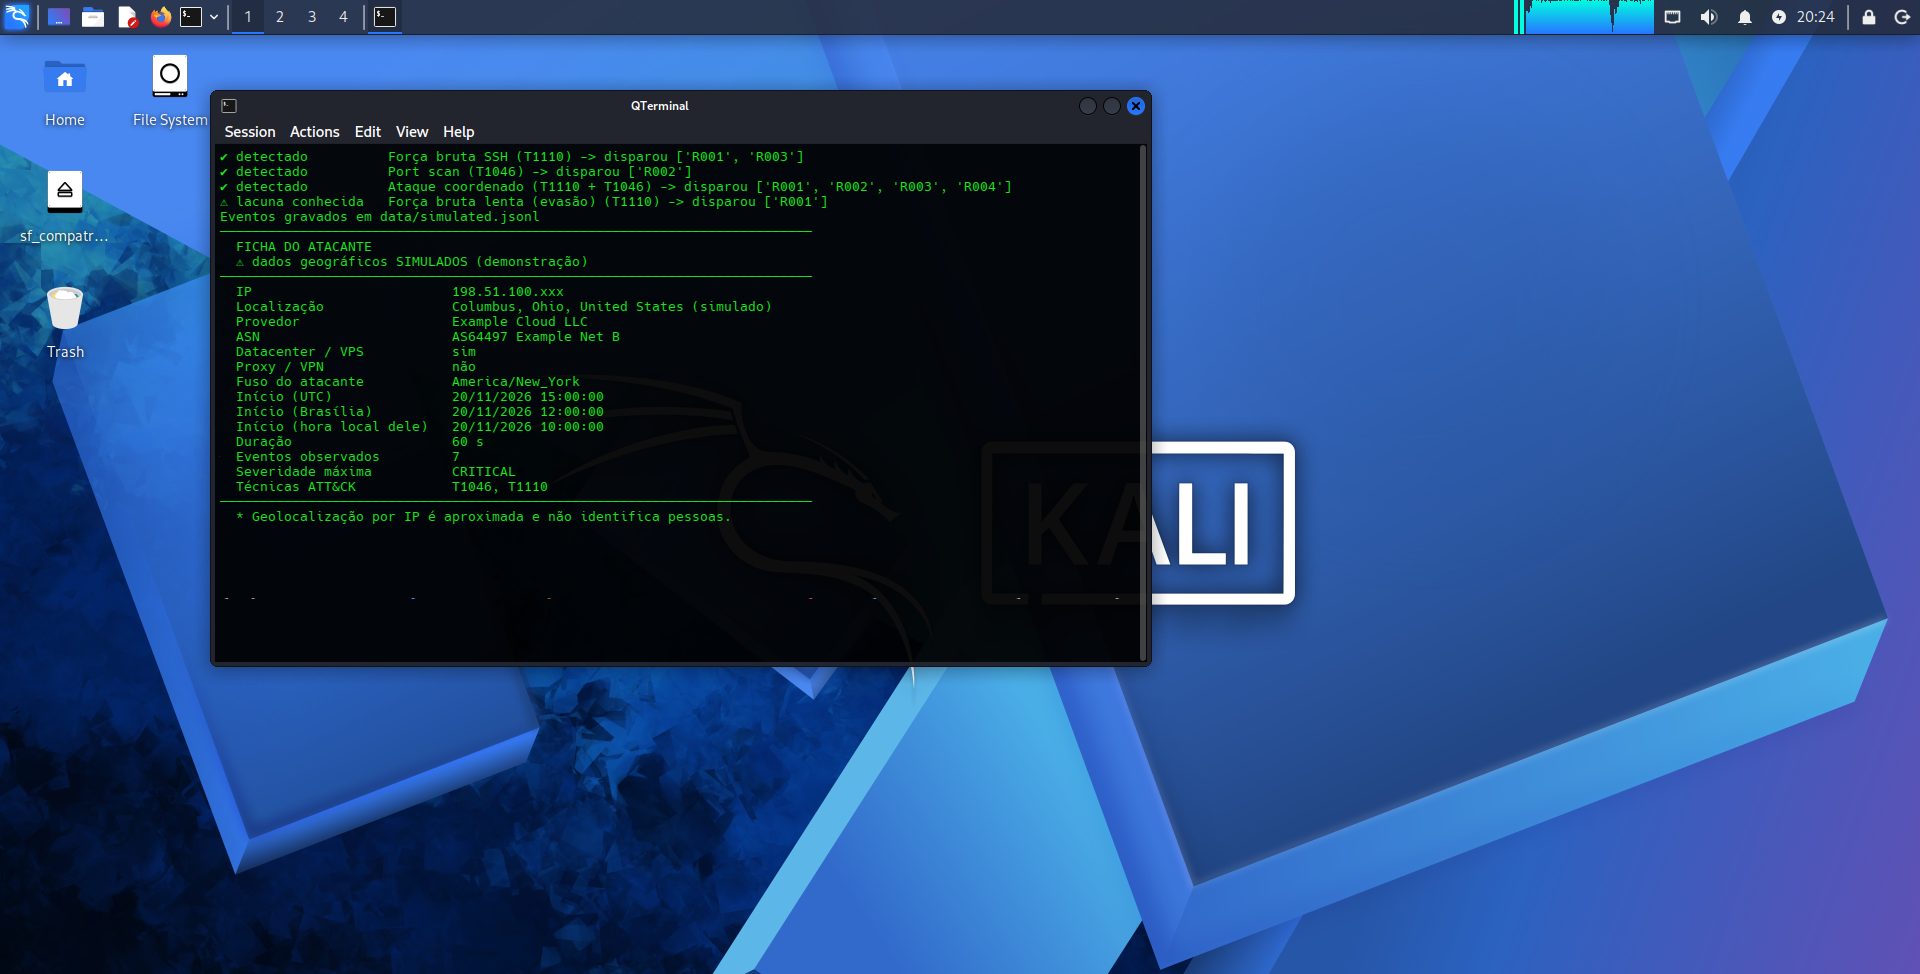 1 2 3 4 20:24
Home
File System
sf_compatr...
Trash
QTerminal
Session Actions Edit View Help
✔ detectado Força bruta SSH (T1110) -> disparou ['R001', 'R003']
✔ detectado Port scan (T1046) -> disparou ['R002']
✔ detectado Ataque coordenado (T1110 + T1046) -> disparou ['R001', 'R002', 'R003', 'R004']
⚠ lacuna conhecida Força bruta lenta (evasão) (T1110) -> disparou ['R001']
Eventos gravados em data/simulated.jsonl
FICHA DO ATACANTE
⚠ dados geográficos SIMULADOS (demonstração)
IP 198.51.100.xxx
Localização Columbus, Ohio, United States (simulado)
Provedor Example Cloud LLC
ASN AS64497 Example Net B
Datacenter / VPS sim
Proxy / VPN não
Fuso do atacante America/New_York
Início (UTC) 20/11/2026 15:00:00
Início (Brasília) 20/11/2026 12:00:00
Início (hora local dele) 20/11/2026 10:00:00
Duração 60 s
Eventos observados 7
Severidade máxima CRITICAL
Técnicas ATT&CK T1046, T1110
* Geolocalização por IP é aproximada e não identifica pessoas.
KALI